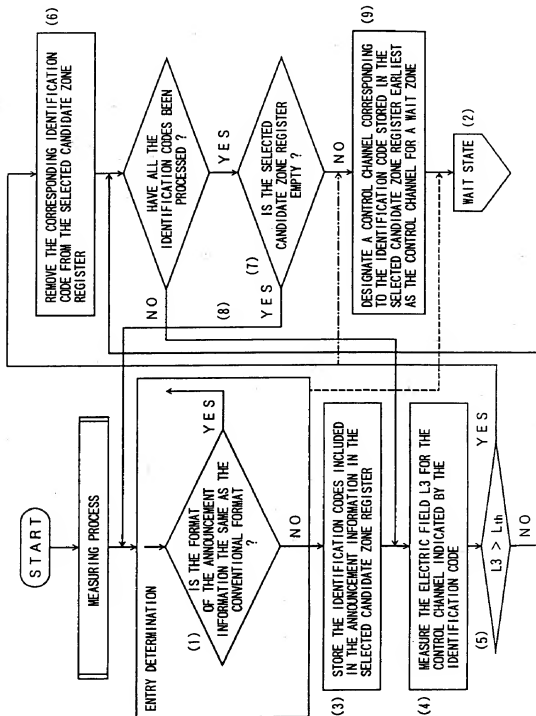 START
MEASURING PROCESS
ENTRY DETERMINATION
(1)
IS THE FORMAT
OF THE ANNOUNCEMENT
INFORMATION THE SAME AS THE
CONVENTIONAL FORMAT
?
YES
NO
(3)
STORE THE IDENTIFICATION CODES INCLUDED
IN THE ANNOUNCEMENT INFORMATION IN THE
SELECTED CANDIDATE ZONE REGISTER
(4)
MEASURE THE ELECTRIC FIELD L3 FOR THE
CONTROL CHANNEL INDICATED BY THE
IDENTIFICATION CODE
(5)
L3 > Lth
YES
NO
(6)
REMOVE THE CORRESPONDING IDENTIFICATION
CODE FROM THE SELECTED CANDIDATE ZONE
REGISTER
HAVE ALL THE
IDENTIFICATION CODES BEEN
PROCESSED ?
NO
(8)
YES
(7)
IS THE SELECTED
CANDIDATE ZONE REGISTER
EMPTY ?
YES
NO
(9)
DESIGNATE A CONTROL CHANNEL CORRESPONDING
TO THE IDENTIFICATION CODE STORED IN THE
SELECTED CANDIDATE ZONE REGISTER EARLIEST
AS THE CONTROL CHANNEL FOR A WAIT ZONE
WAIT STATE (2)